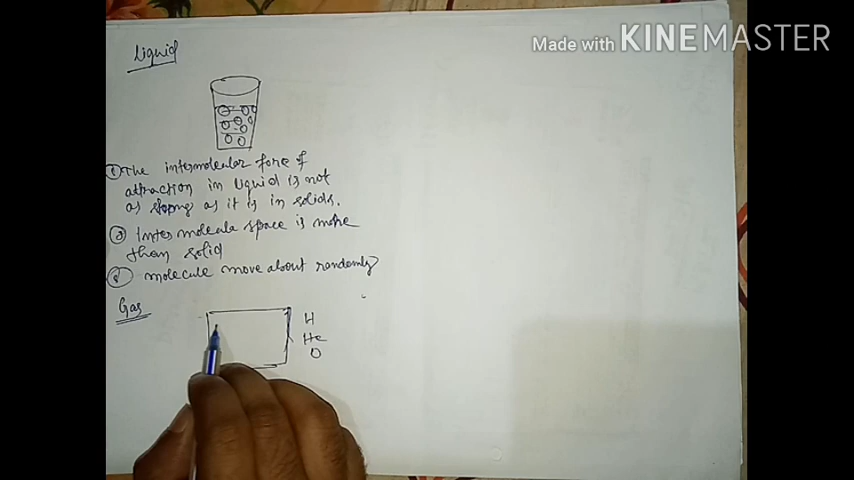 Made with KINEMASTER
Liquid
① The intermolecular force of
attraction in liquid is not
as strong as it is in solids.
② Inter molecule space is more
than solid
③ molecule move about randomly
Gas
H
He
O